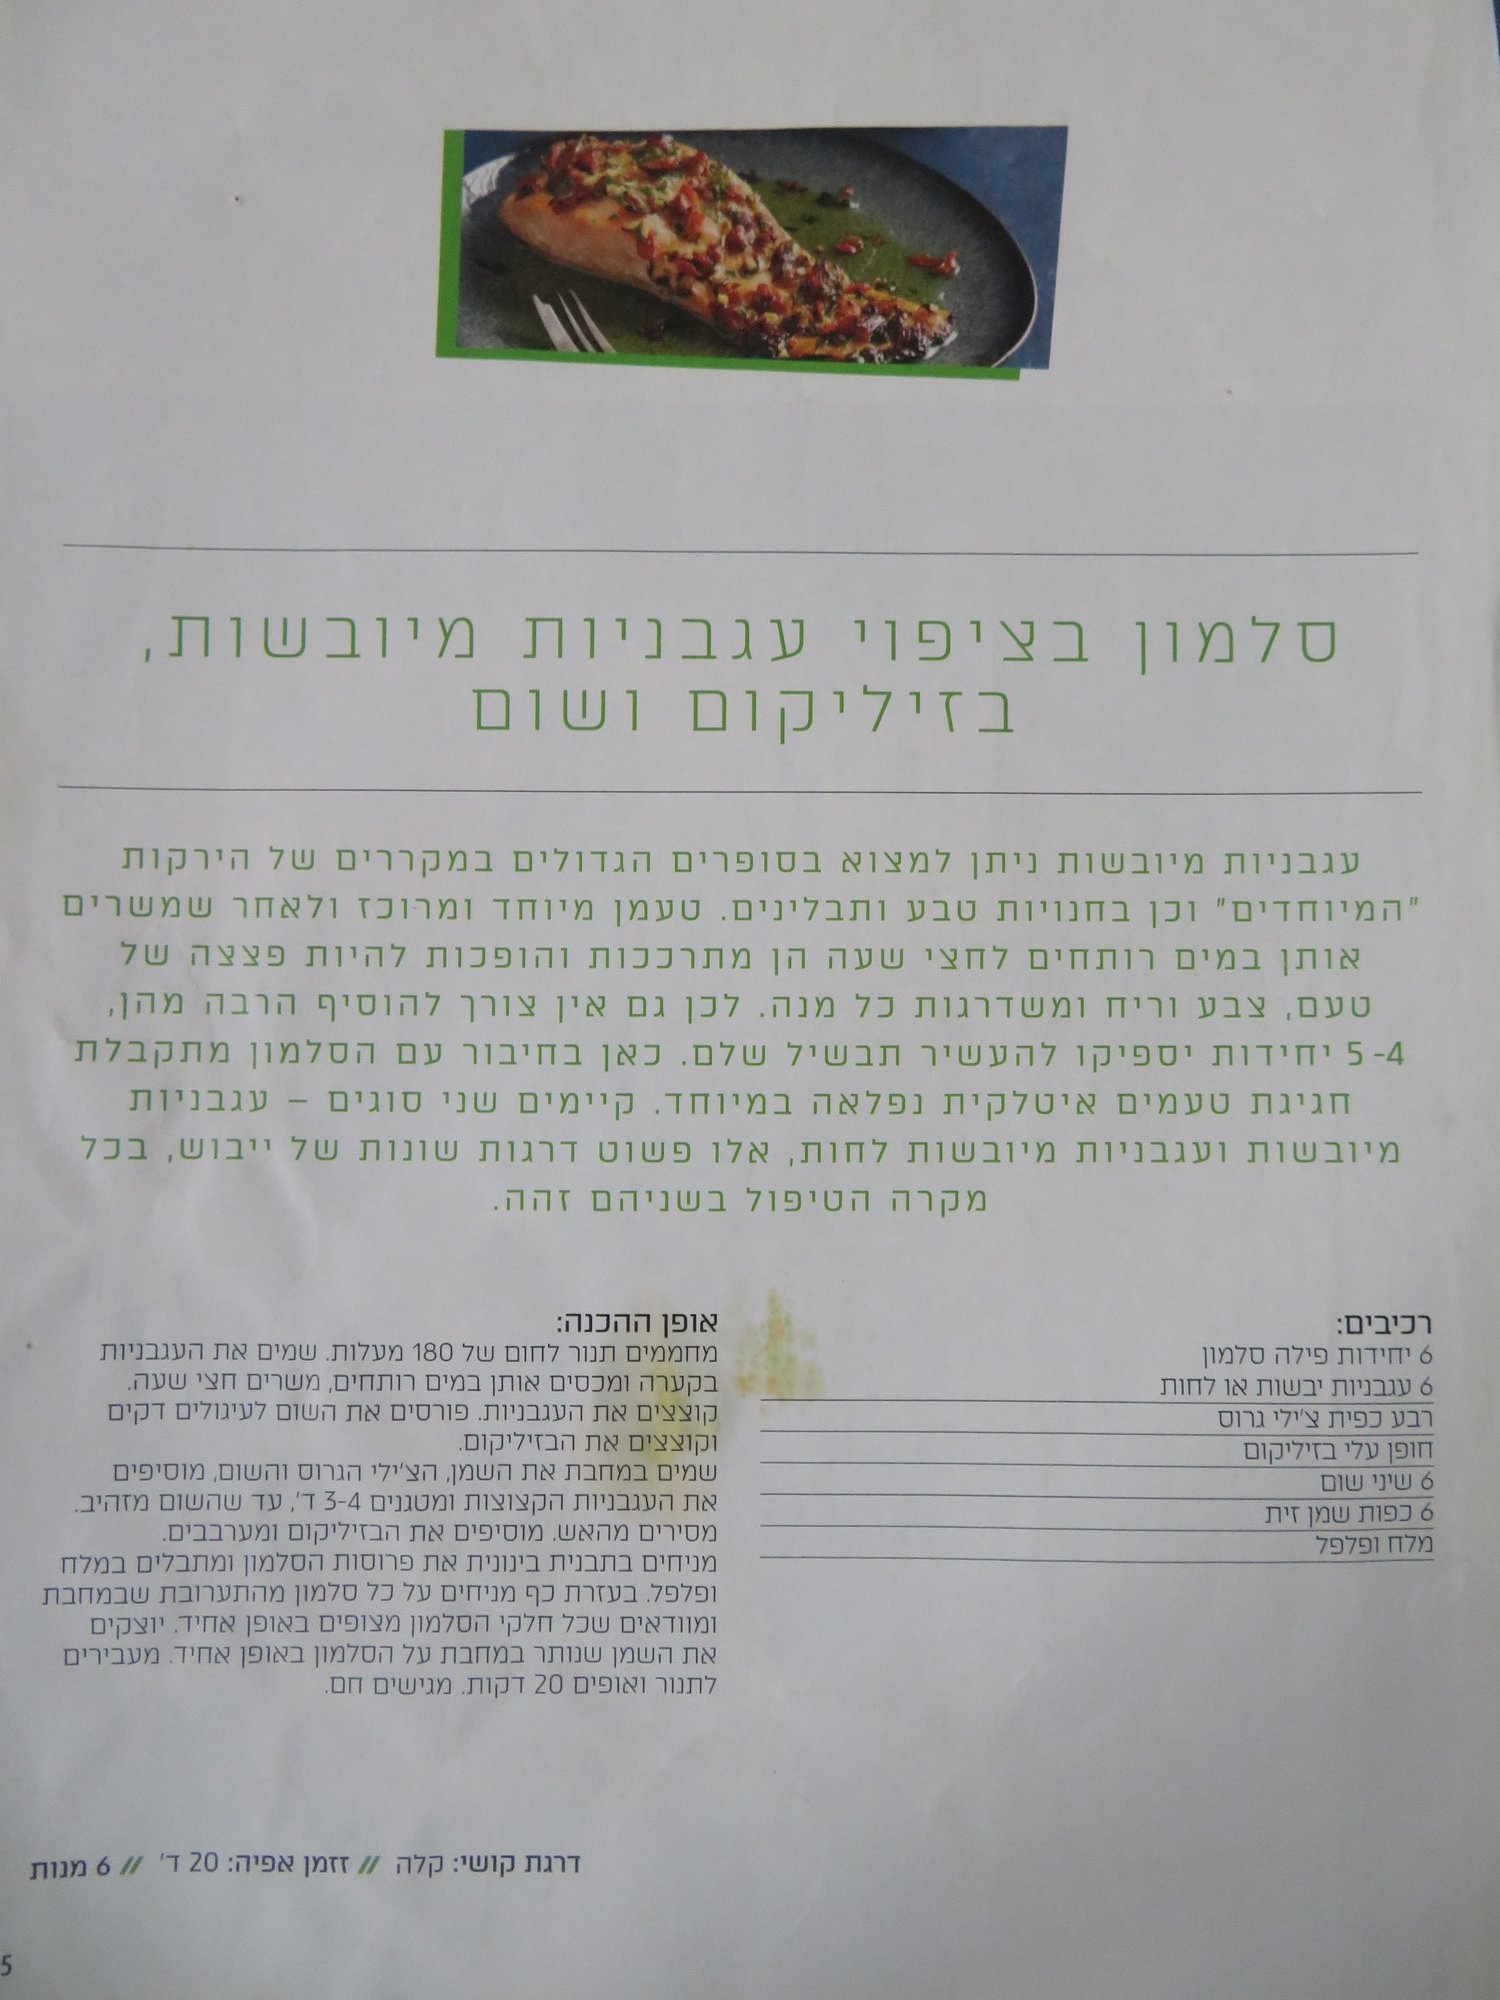 סלמון בציפוי עגבניות מיובשות,
בזיליקום ושום
עגבניות מיובשות ניתן למצוא בסופרים הגדולים במקררים של הירקות
"המיוחדים" וכן בחנויות טבע ותבלינים. טעמן מיוחד ומרוכז ולאחר שמשרים
אותן במים רותחים לחצי שעה הן מתרככות והופכות להיות פצצה של
טעם, צבע וריח ומשדרגות כל מנה. לכן גם אין צורך להוסיף הרבה מהן,
5-4 יחידות יספיקו להעשיר תבשיל שלם. כאן בחיבור עם הסלמון מתקבלת
חגיגת טעמים איטלקית נפלאה במיוחד. קיימים שני סוגים – עגבניות
מיובשות ועגבניות מיובשות לחות, אלו פשוט דרגות שונות של ייבוש, בכל
מקרה הטיפול בשניהם זהה.
רכיבים:
6 יחידות פילה סלמון
6 עגבניות יבשות או לחות
רבע כפית צ'ילי גרוס
חופן עלי בזיליקום
6 שיני שום
6 כפות שמן זית
מלח ופלפל
אופן ההכנה:
מחממים תנור לחום של 180 מעלות. שמים את העגבניות
בקערה ומכסים אותן במים רותחים, משרים חצי שעה.
קוצצים את העגבניות. פורסים את השום לעיגולים דקים
וקוצצים את הבזיליקום.
שמים במחבת את השמן, הצ'ילי הגרוס והשום, מוסיפים
את העגבניות הקצוצות ומטגנים 3-4 ד', עד שהשום מזהיב.
מסירים מהאש. מוסיפים את הבזיליקום ומערבבים.
מניחים בתבנית בינונית את פרוסות הסלמון ומתבלים במלח
ופלפל. בעזרת כף מניחים על כל סלמון מהתערובת שבמחבת
ומוודאים שכל חלקי הסלמון מצופים באופן אחיד. יוצקים
את השמן שנותר במחבת על הסלמון באופן אחיד. מעבירים
לתנור ואופים 20 דקות. מגישים חם.
דרגת קושי: קלה // זזמן אפיה: 20 ד' // 6 מנות
5